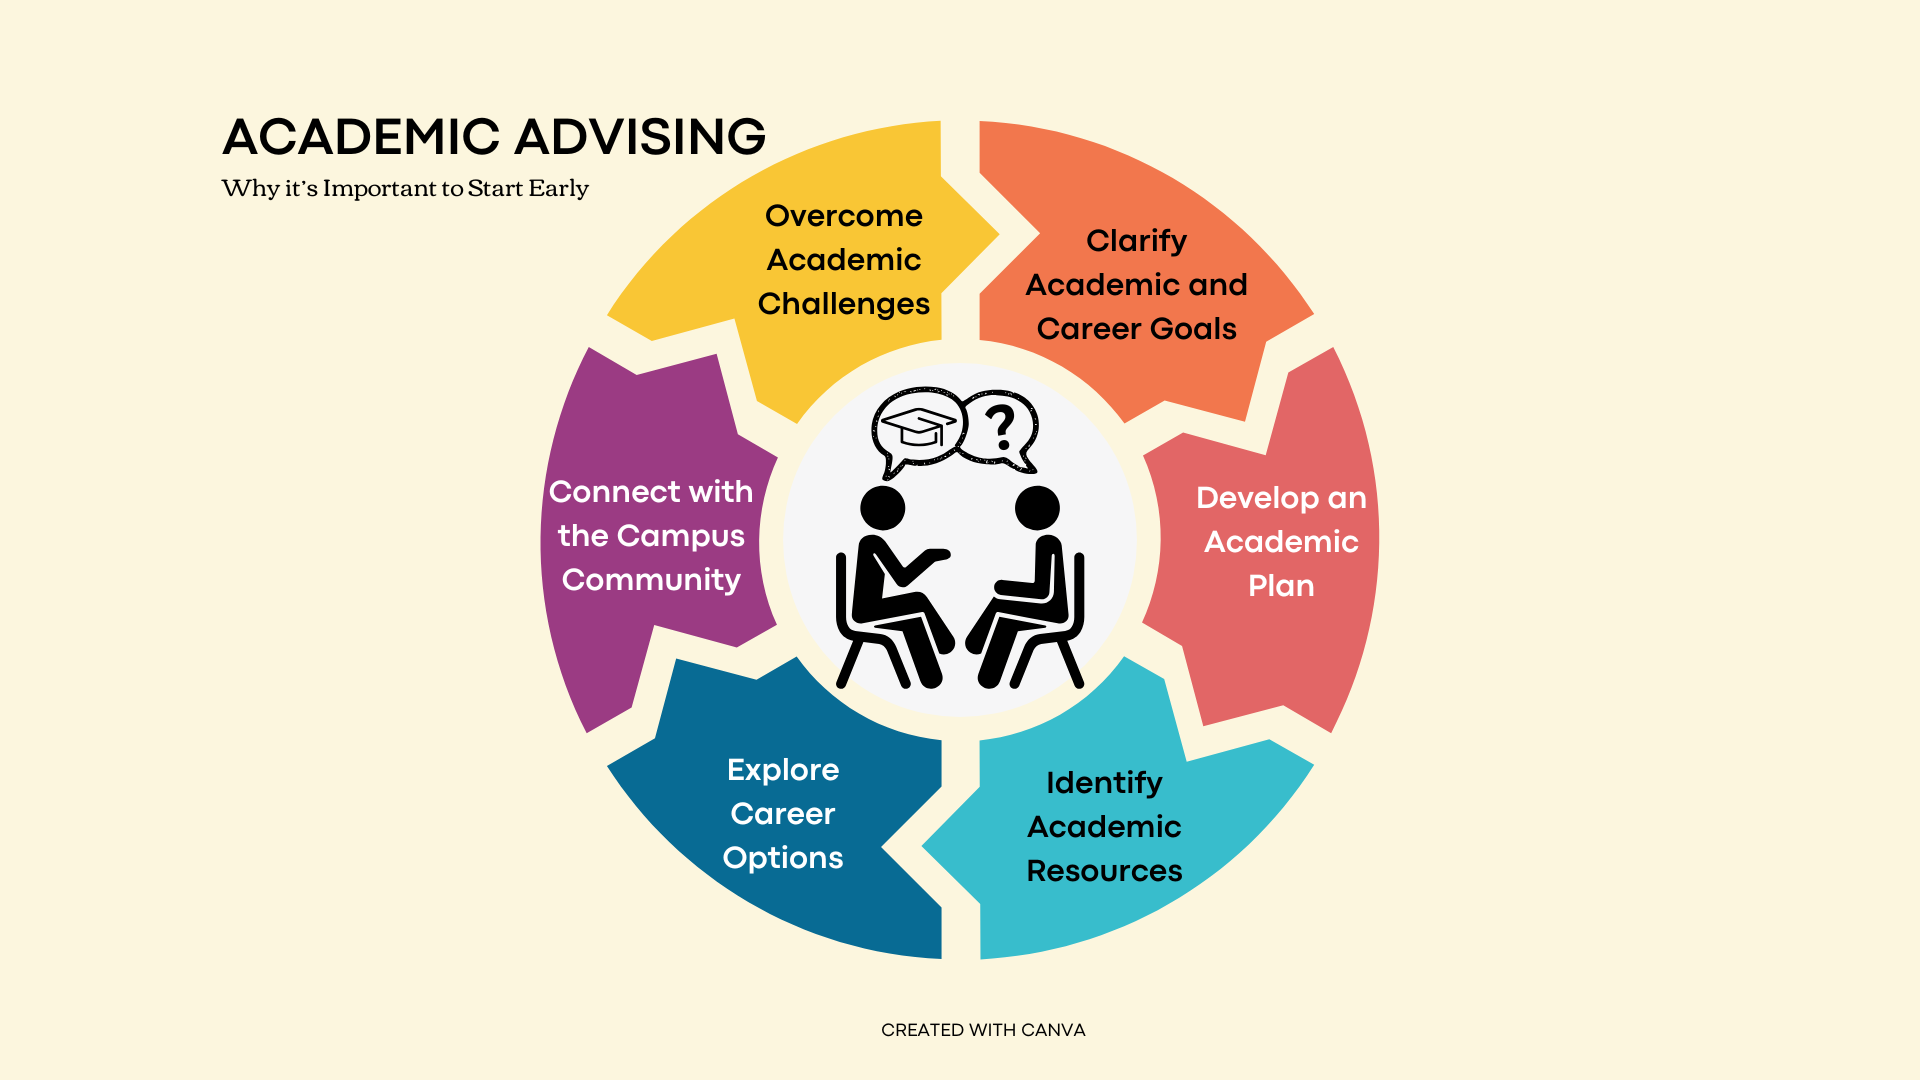 ACADEMIC ADVISING
Why it's Important to Start Early
Overcome
Academic
Challenges
Clarify
Academic and
Career Goals
Connect with
the Campus
Community
?
Develop an
Academic
Plan
Explore
Career
Options
Identify
Academic
Resources
CREATED WITH CANVA